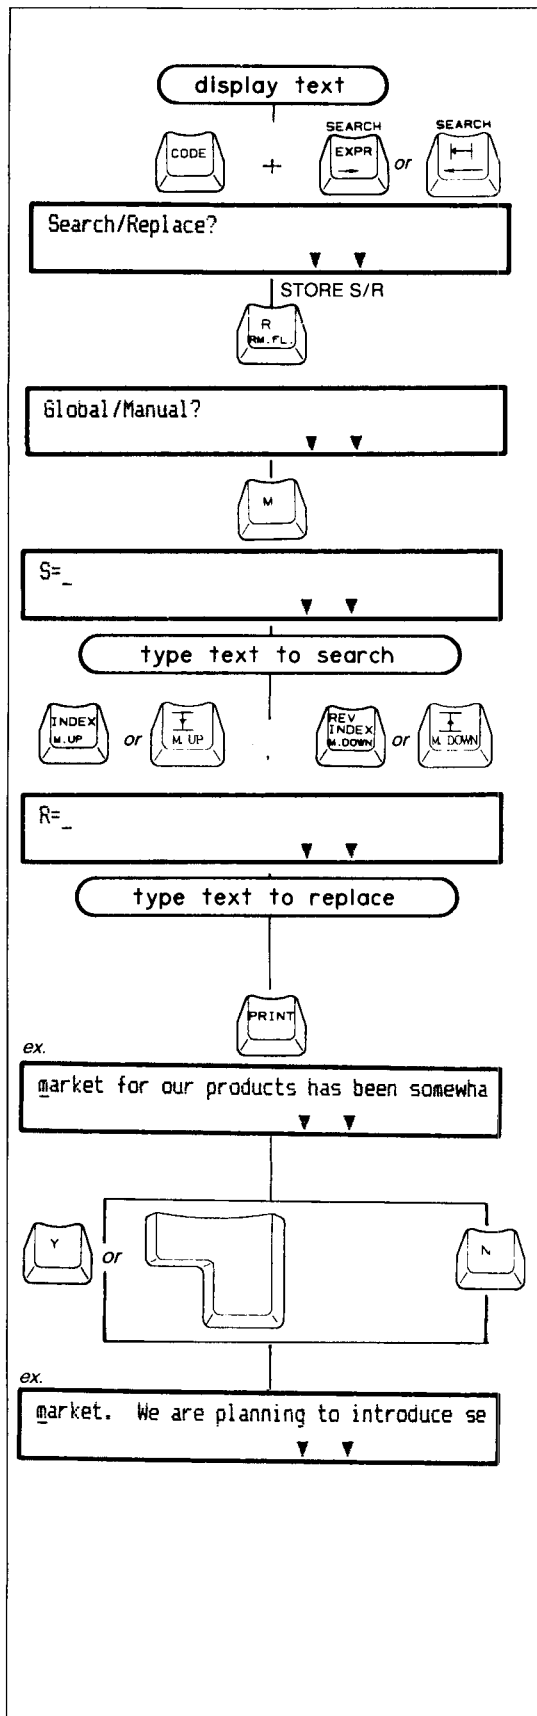 display text
SEARCH SEARCH
CODE + EXPR or
Search/Replace?
STORE S/R
R
RM.FL.
Global/Manual?
M
S=_
type text to search
INDEX
M.UP
or
M. UP
REV
INDEX
M.DOWN
or
M. DOWN
R=_
type text to replace
PRINT
ex.
market for our products has been somewha
Y or N
ex.
market.  We are planning to introduce se